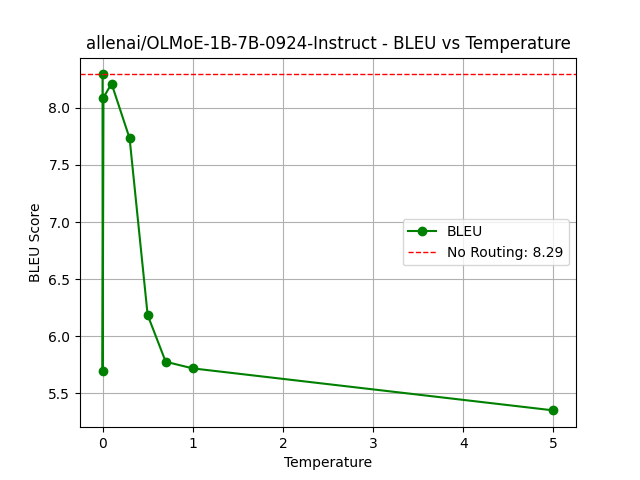 allenai/OLMoE-1B-7B-0924-Instruct - BLEU vs Temperature
8.0
7.5
7.0
6.5
6.0
5.5
BLEU Score
BLEU
No Routing: 8.29
0
1
2
3
4
5
Temperature